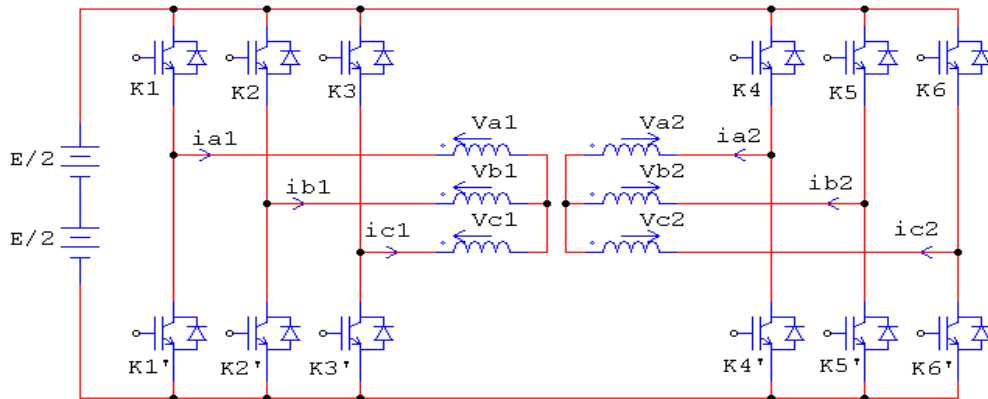 K1 K2 K3 K4 K5 K6
E/2
ia1 Va1 Va2 ia2
ib1 Vb1 Vb2 ib2
E/2
ic1 Vc1 Vc2 ic2
K1' K2' K3' K4' K5' K6'